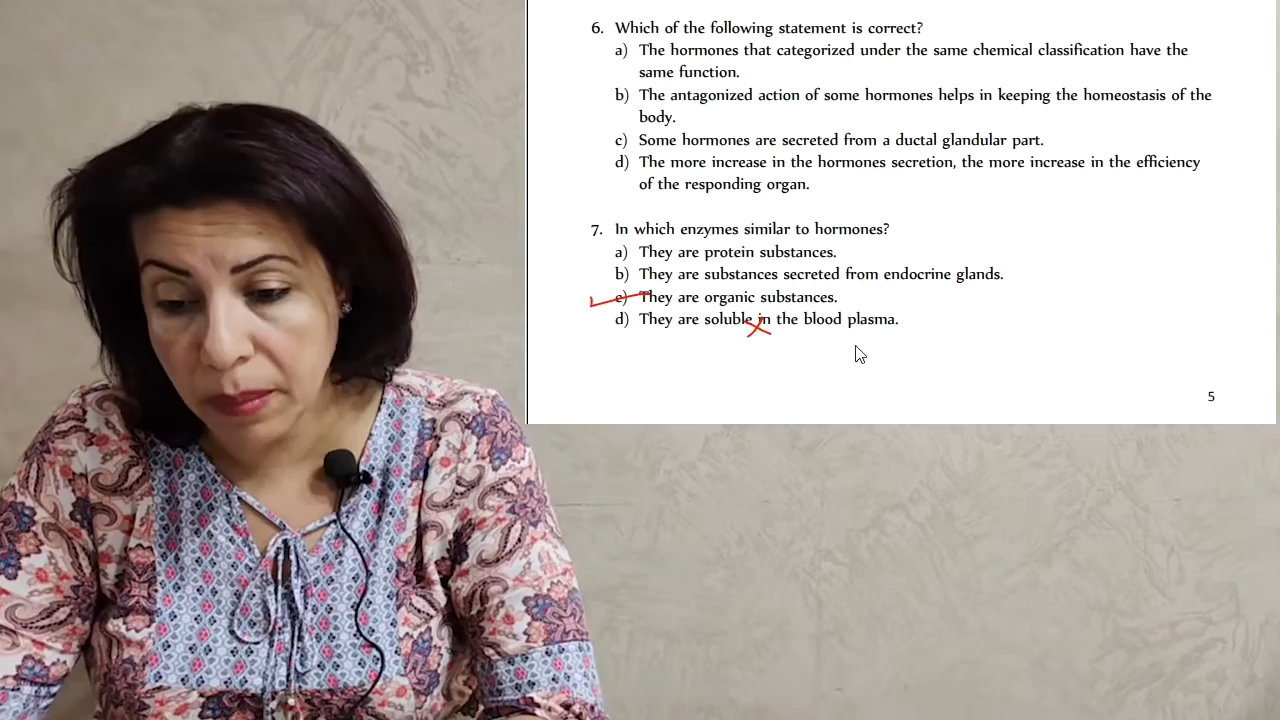 6. Which of the following statement is correct?
a) The hormones that categorized under the same chemical classification have the
same function.
b) The antagonized action of some hormones helps in keeping the homeostasis of the
body.
c) Some hormones are secreted from a ductal glandular part.
d) The more increase in the hormones secretion, the more increase in the efficiency
of the responding organ.
7. In which enzymes similar to hormones?
a) They are protein substances.
b) They are substances secreted from endocrine glands.
c) They are organic substances.
d) They are soluble in the blood plasma.
5